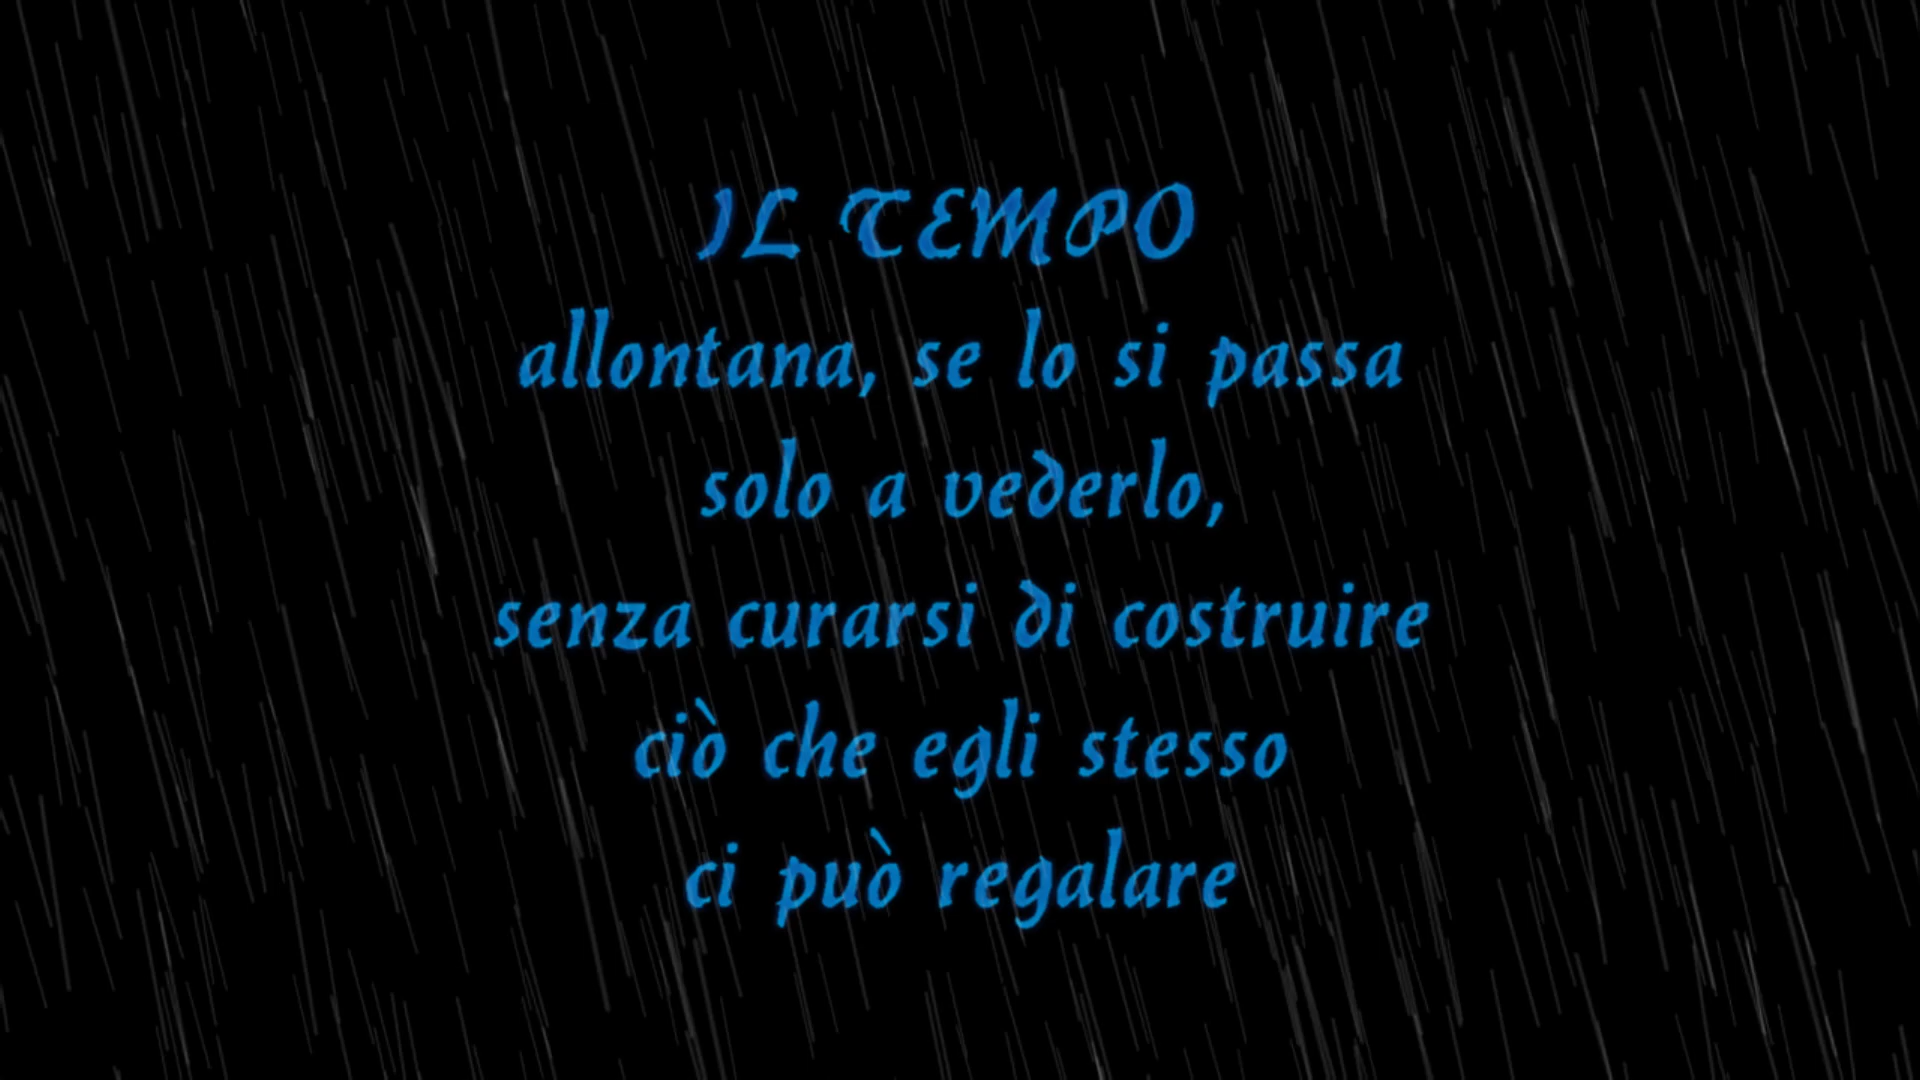 IL TEMPO
allontana, se lo si passa
solo a vederlo,
senza curarsi di costruire
ciò che egli stesso
ci può regalare